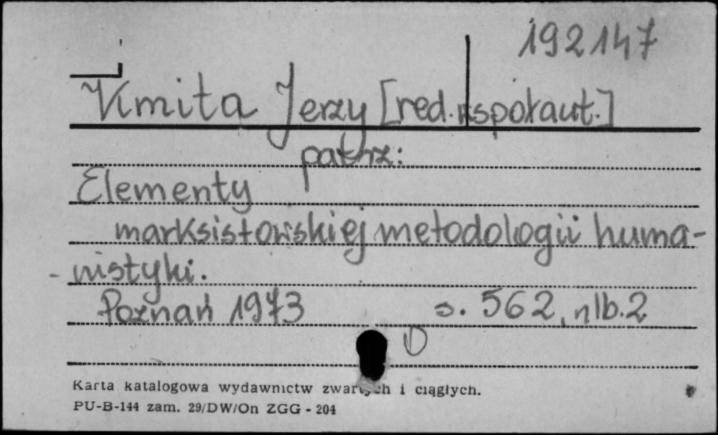 192147
Kmita Jerzy [red. współaut.]
patrz:
Elementy
marksistowskiej metodologii huma-
- nistyki.
Poznań 1973 s. 562, nlb. 2
Karta katalogowa wydawnictw zwartych i ciągłych.
PU-B-144 zam. 29/DW/On ZGG - 204